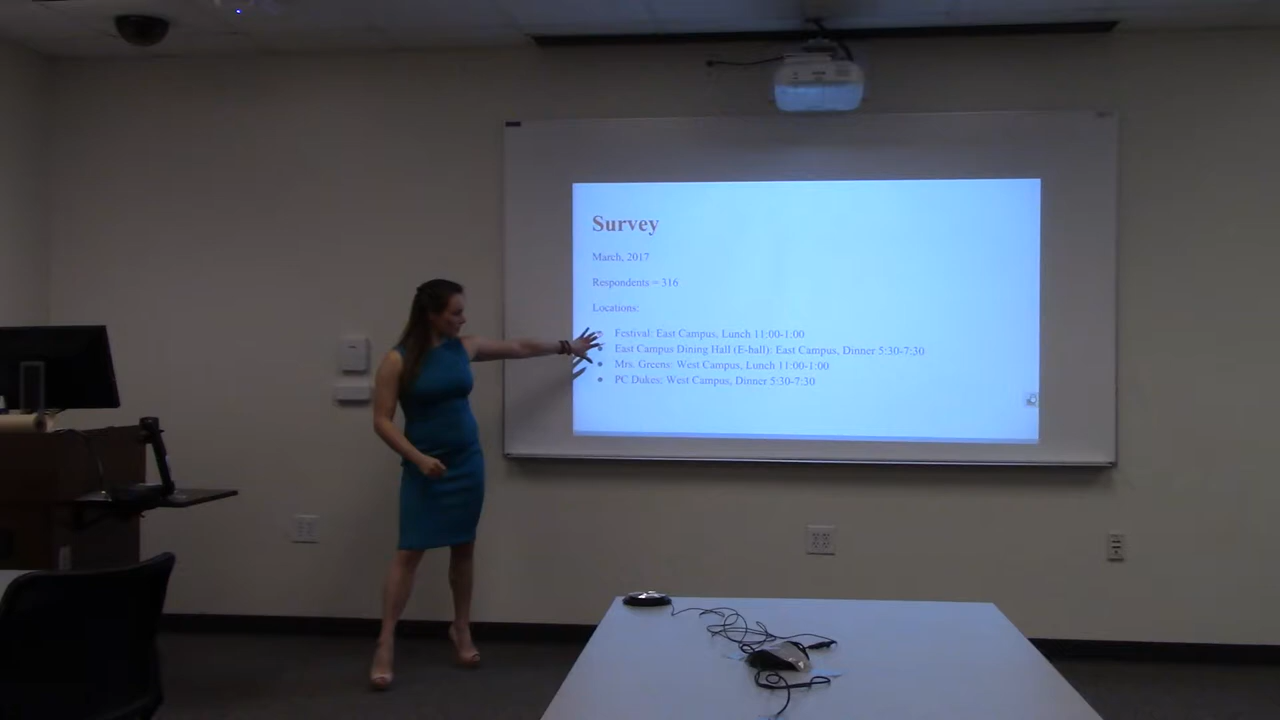 Survey
March, 2017
Respondents = 316
Locations:
Festival: East Campus, Lunch 11:00-1:00
East Campus Dining Hall (E-hall): East Campus, Dinner 5:30-7:30
Mrs. Greens: West Campus, Lunch 11:00-1:00
PC Dukes: West Campus, Dinner 5:30-7:30